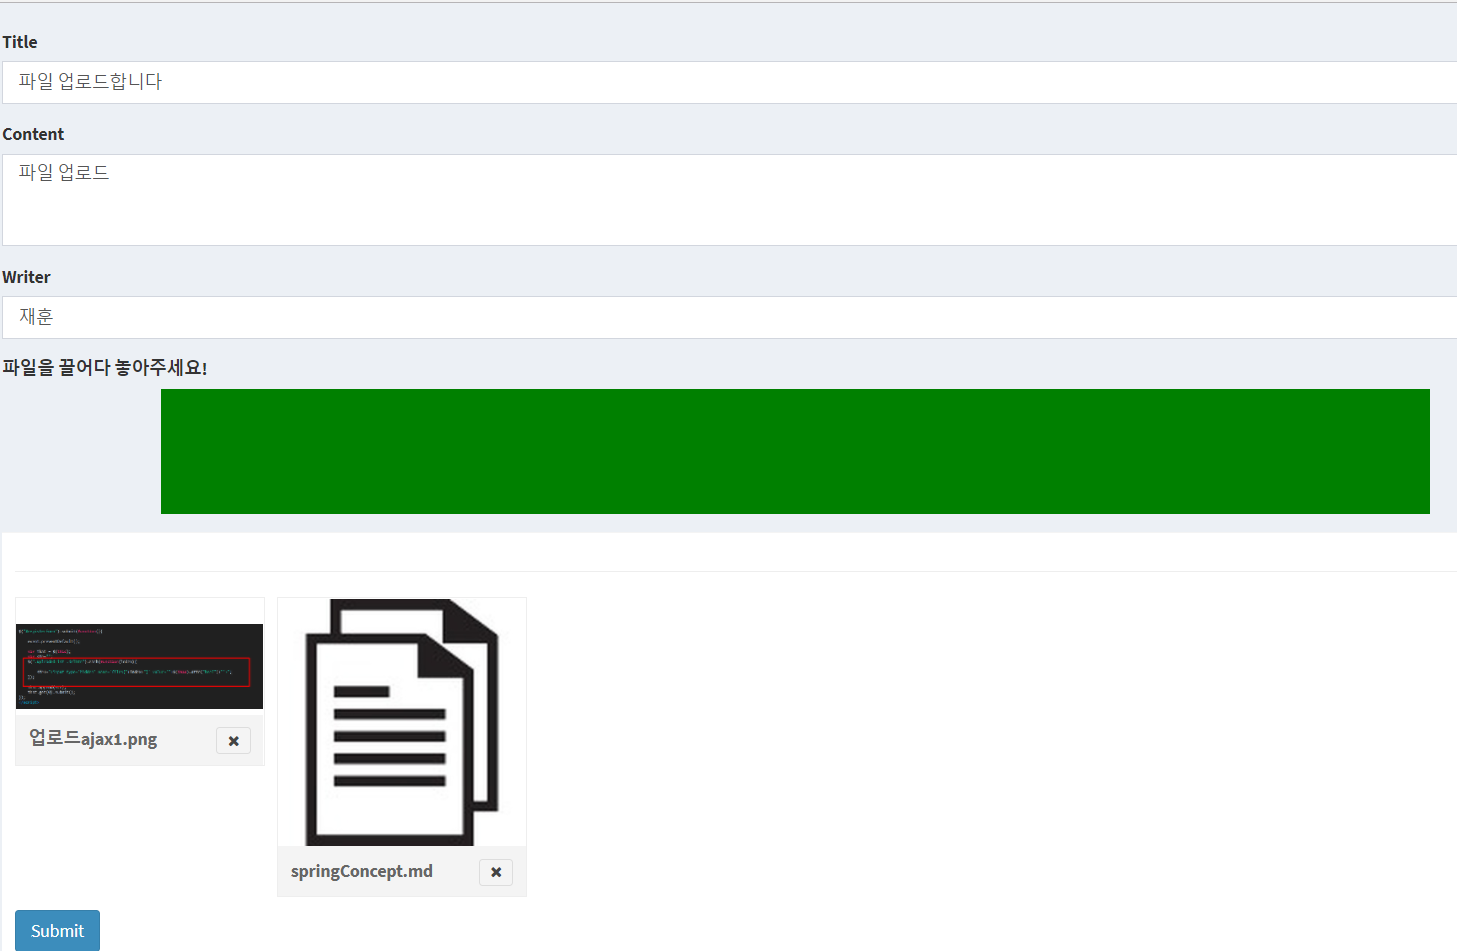 Title
파일 업로드합니다
Content
파일 업로드
Writer
재훈
파일을 끌어다 놓아주세요!
업로드ajax1.png
springConcept.md
Submit